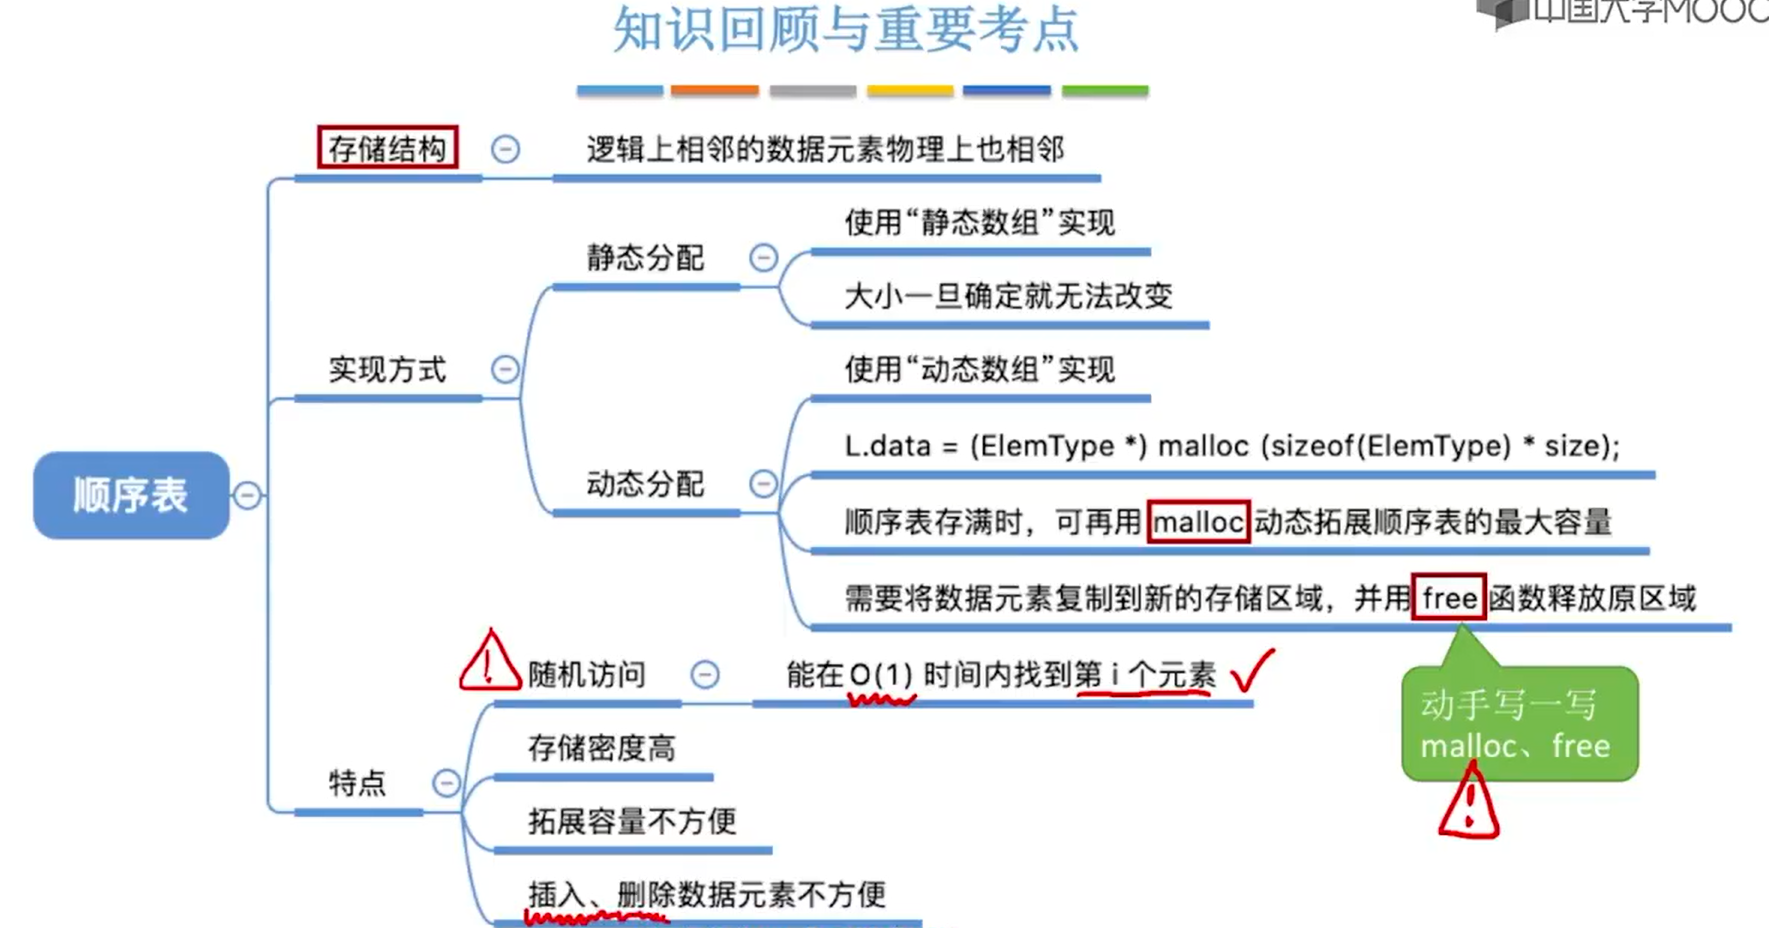 知识回顾与重要考点
中国大学MOOC
存储结构
逻辑上相邻的数据元素物理上也相邻
使用“静态数组”实现
静态分配
大小一旦确定就无法改变
实现方式
使用“动态数组”实现
L.data = (ElemType *) malloc (sizeof(ElemType) * size);
动态分配
顺序表
顺序表存满时，可再用 malloc 动态拓展顺序表的最大容量
需要将数据元素复制到新的存储区域，并用 free 函数释放原区域
随机访问
能在 O(1) 时间内找到第 i 个元素
动手写一写
malloc、free
存储密度高
特点
拓展容量不方便
插入、删除数据元素不方便